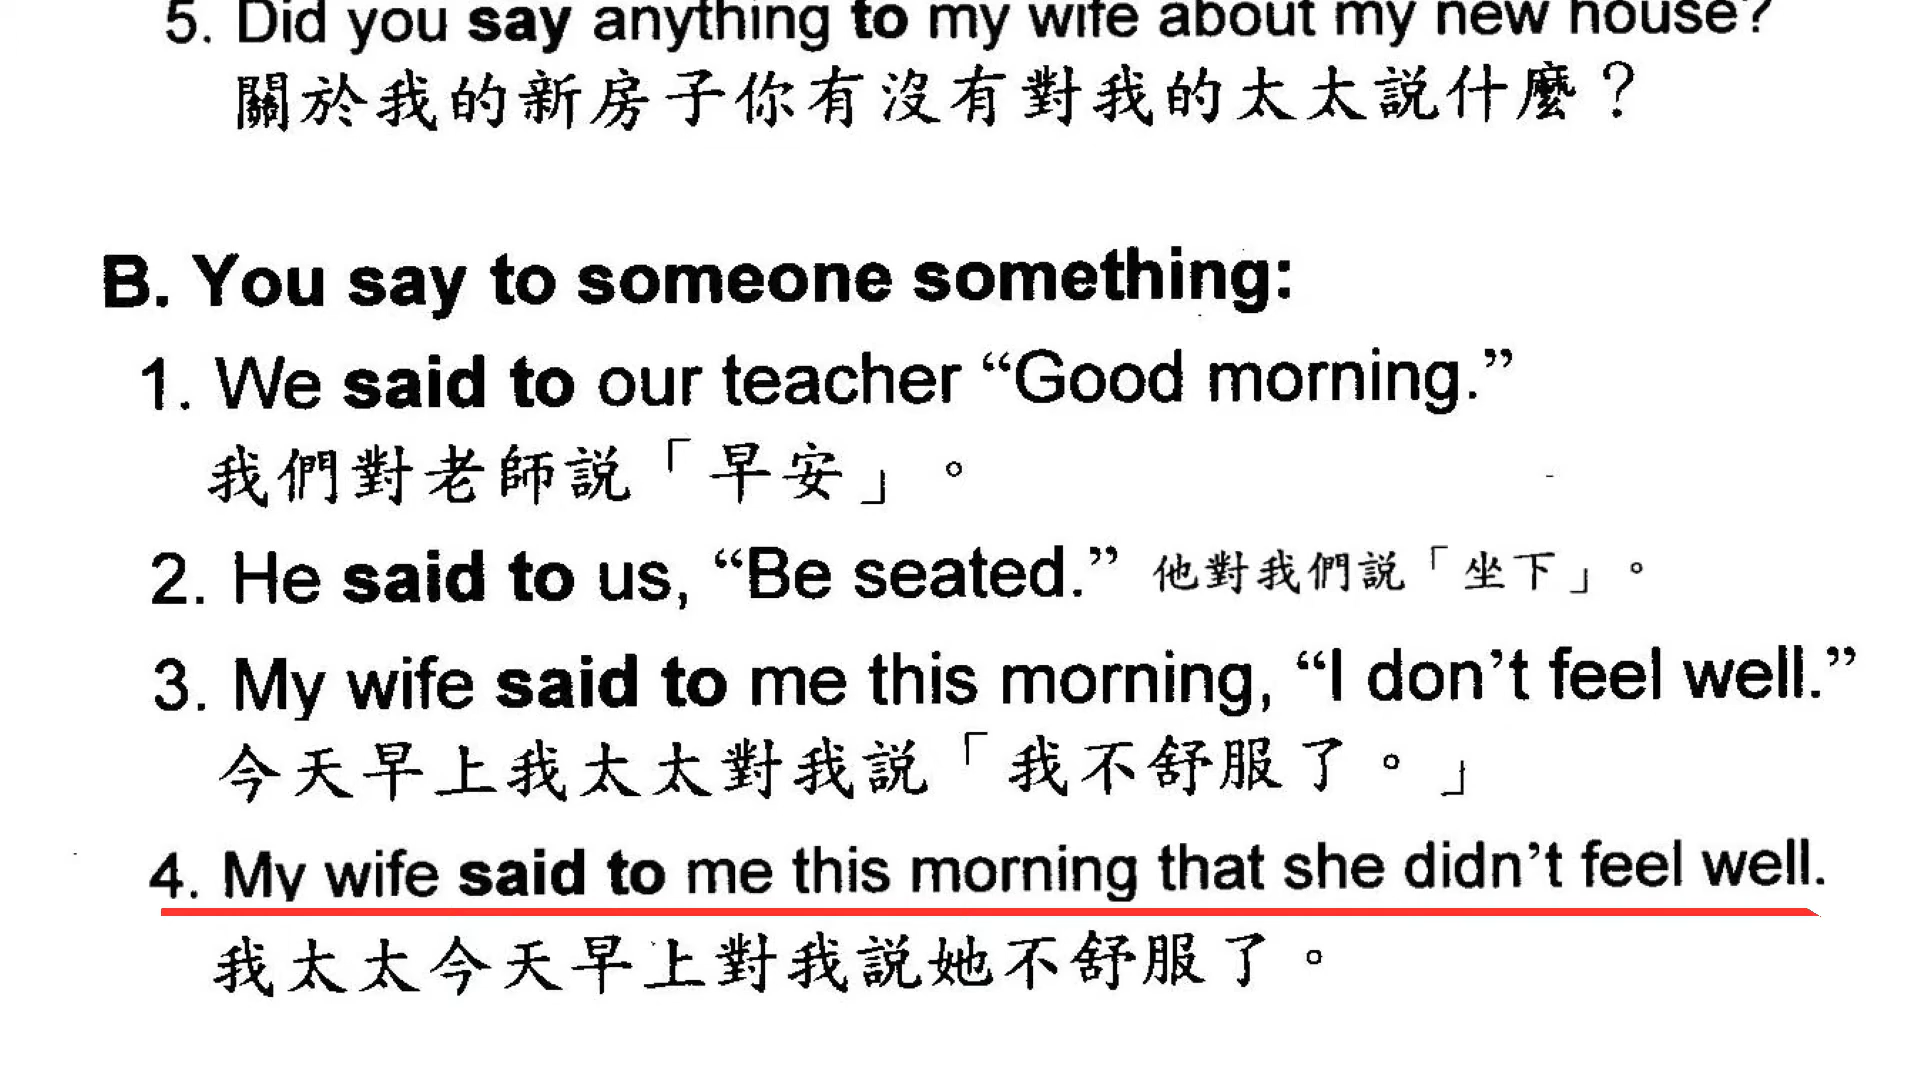 5. Did you say anything to my wife about my new house?
關於我的新房子你有沒有對我的太太説什麼？
B. You say to someone something:
1. We said to our teacher “Good morning.”
我們對老師説「早安」。
2. He said to us, “Be seated.” 他對我們説「坐下」。
3. My wife said to me this morning, “I don’t feel well.”
今天早上我太太對我説「我不舒服了。」
4. My wife said to me this morning that she didn’t feel well.
我太太今天早上對我説她不舒服了。